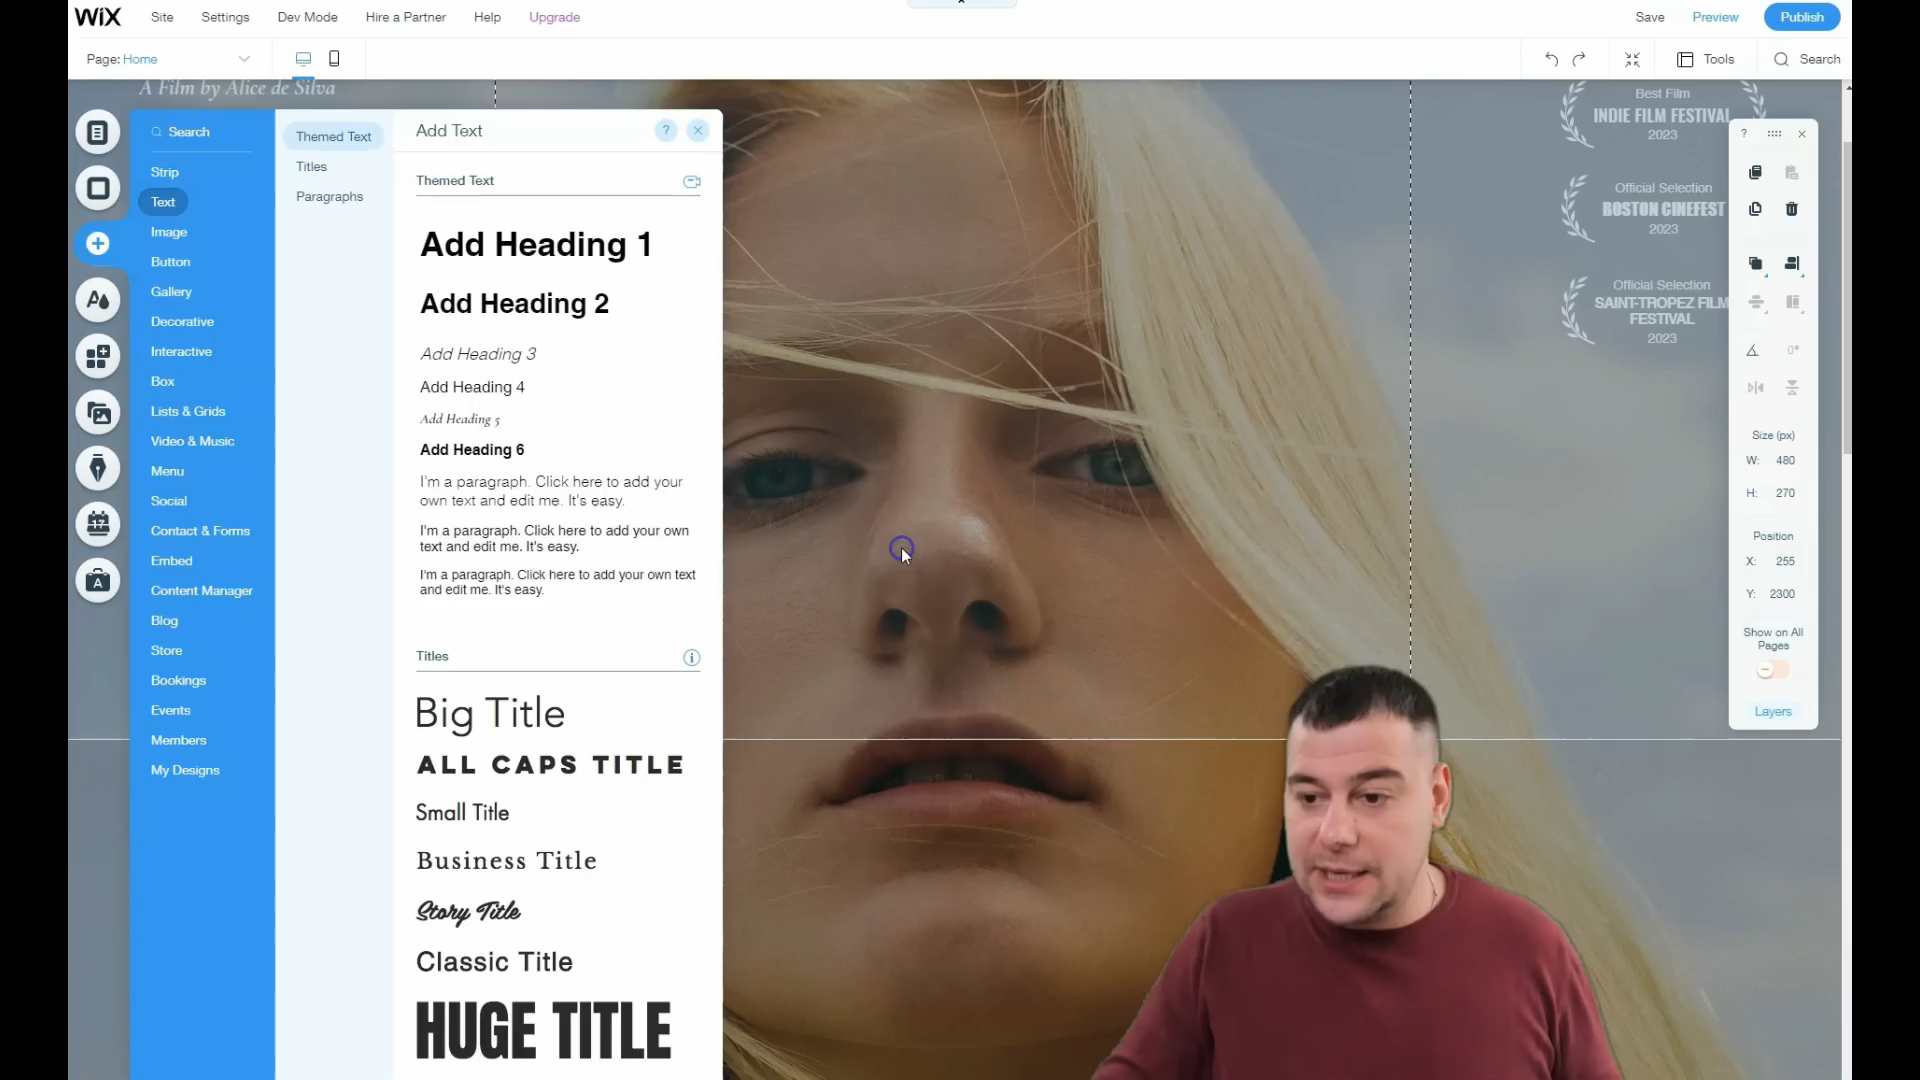 WiX
Site
Settings
Dev Mode
Hire a Partner
Help
Upgrade
Save
Preview
Publish
Page: Home
Tools
Search
A Film by Alice de Silva
Search
Strip
Text
Image
Button
Gallery
Decorative
Interactive
Box
Lists & Grids
Video & Music
Menu
Social
Contact & Forms
Embed
Content Manager
Blog
Store
Bookings
Events
Members
My Designs
17
A
Themed Text
Titles
Paragraphs
Add Text
?
Themed Text
Add Heading 1
Add Heading 2
Add Heading 3
Add Heading 4
Add Heading 5
Add Heading 6
I'm a paragraph. Click here to add your
own text and edit me. It's easy.
I'm a paragraph. Click here to add your own
text and edit me. It's easy.
I'm a paragraph. Click here to add your own text
and edit me. It's easy.
Titles
Big Title
ALL CAPS TITLE
Small Title
Business Title
Story Title
Classic Title
HUGE TITLE
Best Film
INDIE FILM FESTIVAL
2023
Official Selection
BOSTON CINEFEST
2023
Official Selection
SAINT-TROPEZ FILM
FESTIVAL
2023
?
0°
Size (px)
W: 480
H: 270
Position
X: 255
Y: 2300
Show on All
Pages
Layers